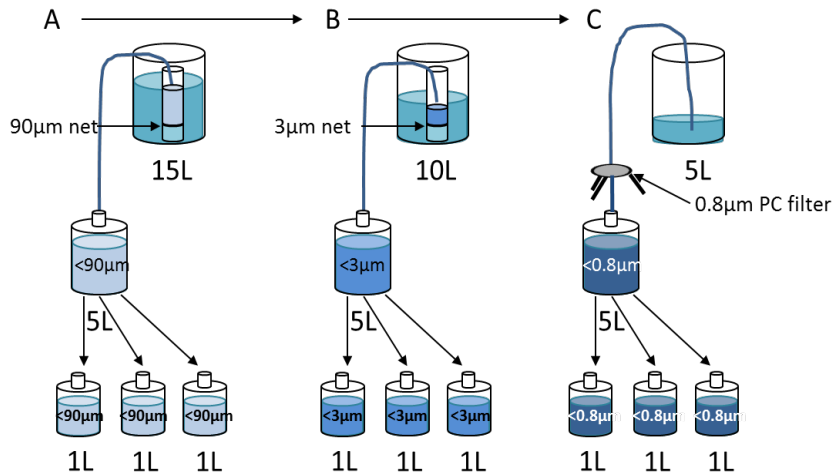 A
B
C
90µm net
3µm net
15L
10L
5L
0.8µm PC filter
<90µm
<3µm
<0.8µm
5L
5L
5L
<90µm
<90µm
<90µm
<3µm
<3µm
<3µm
<0.8µm
<0.8µm
<0.8µm
1L
1L
1L
1L
1L
1L
1L
1L
1L